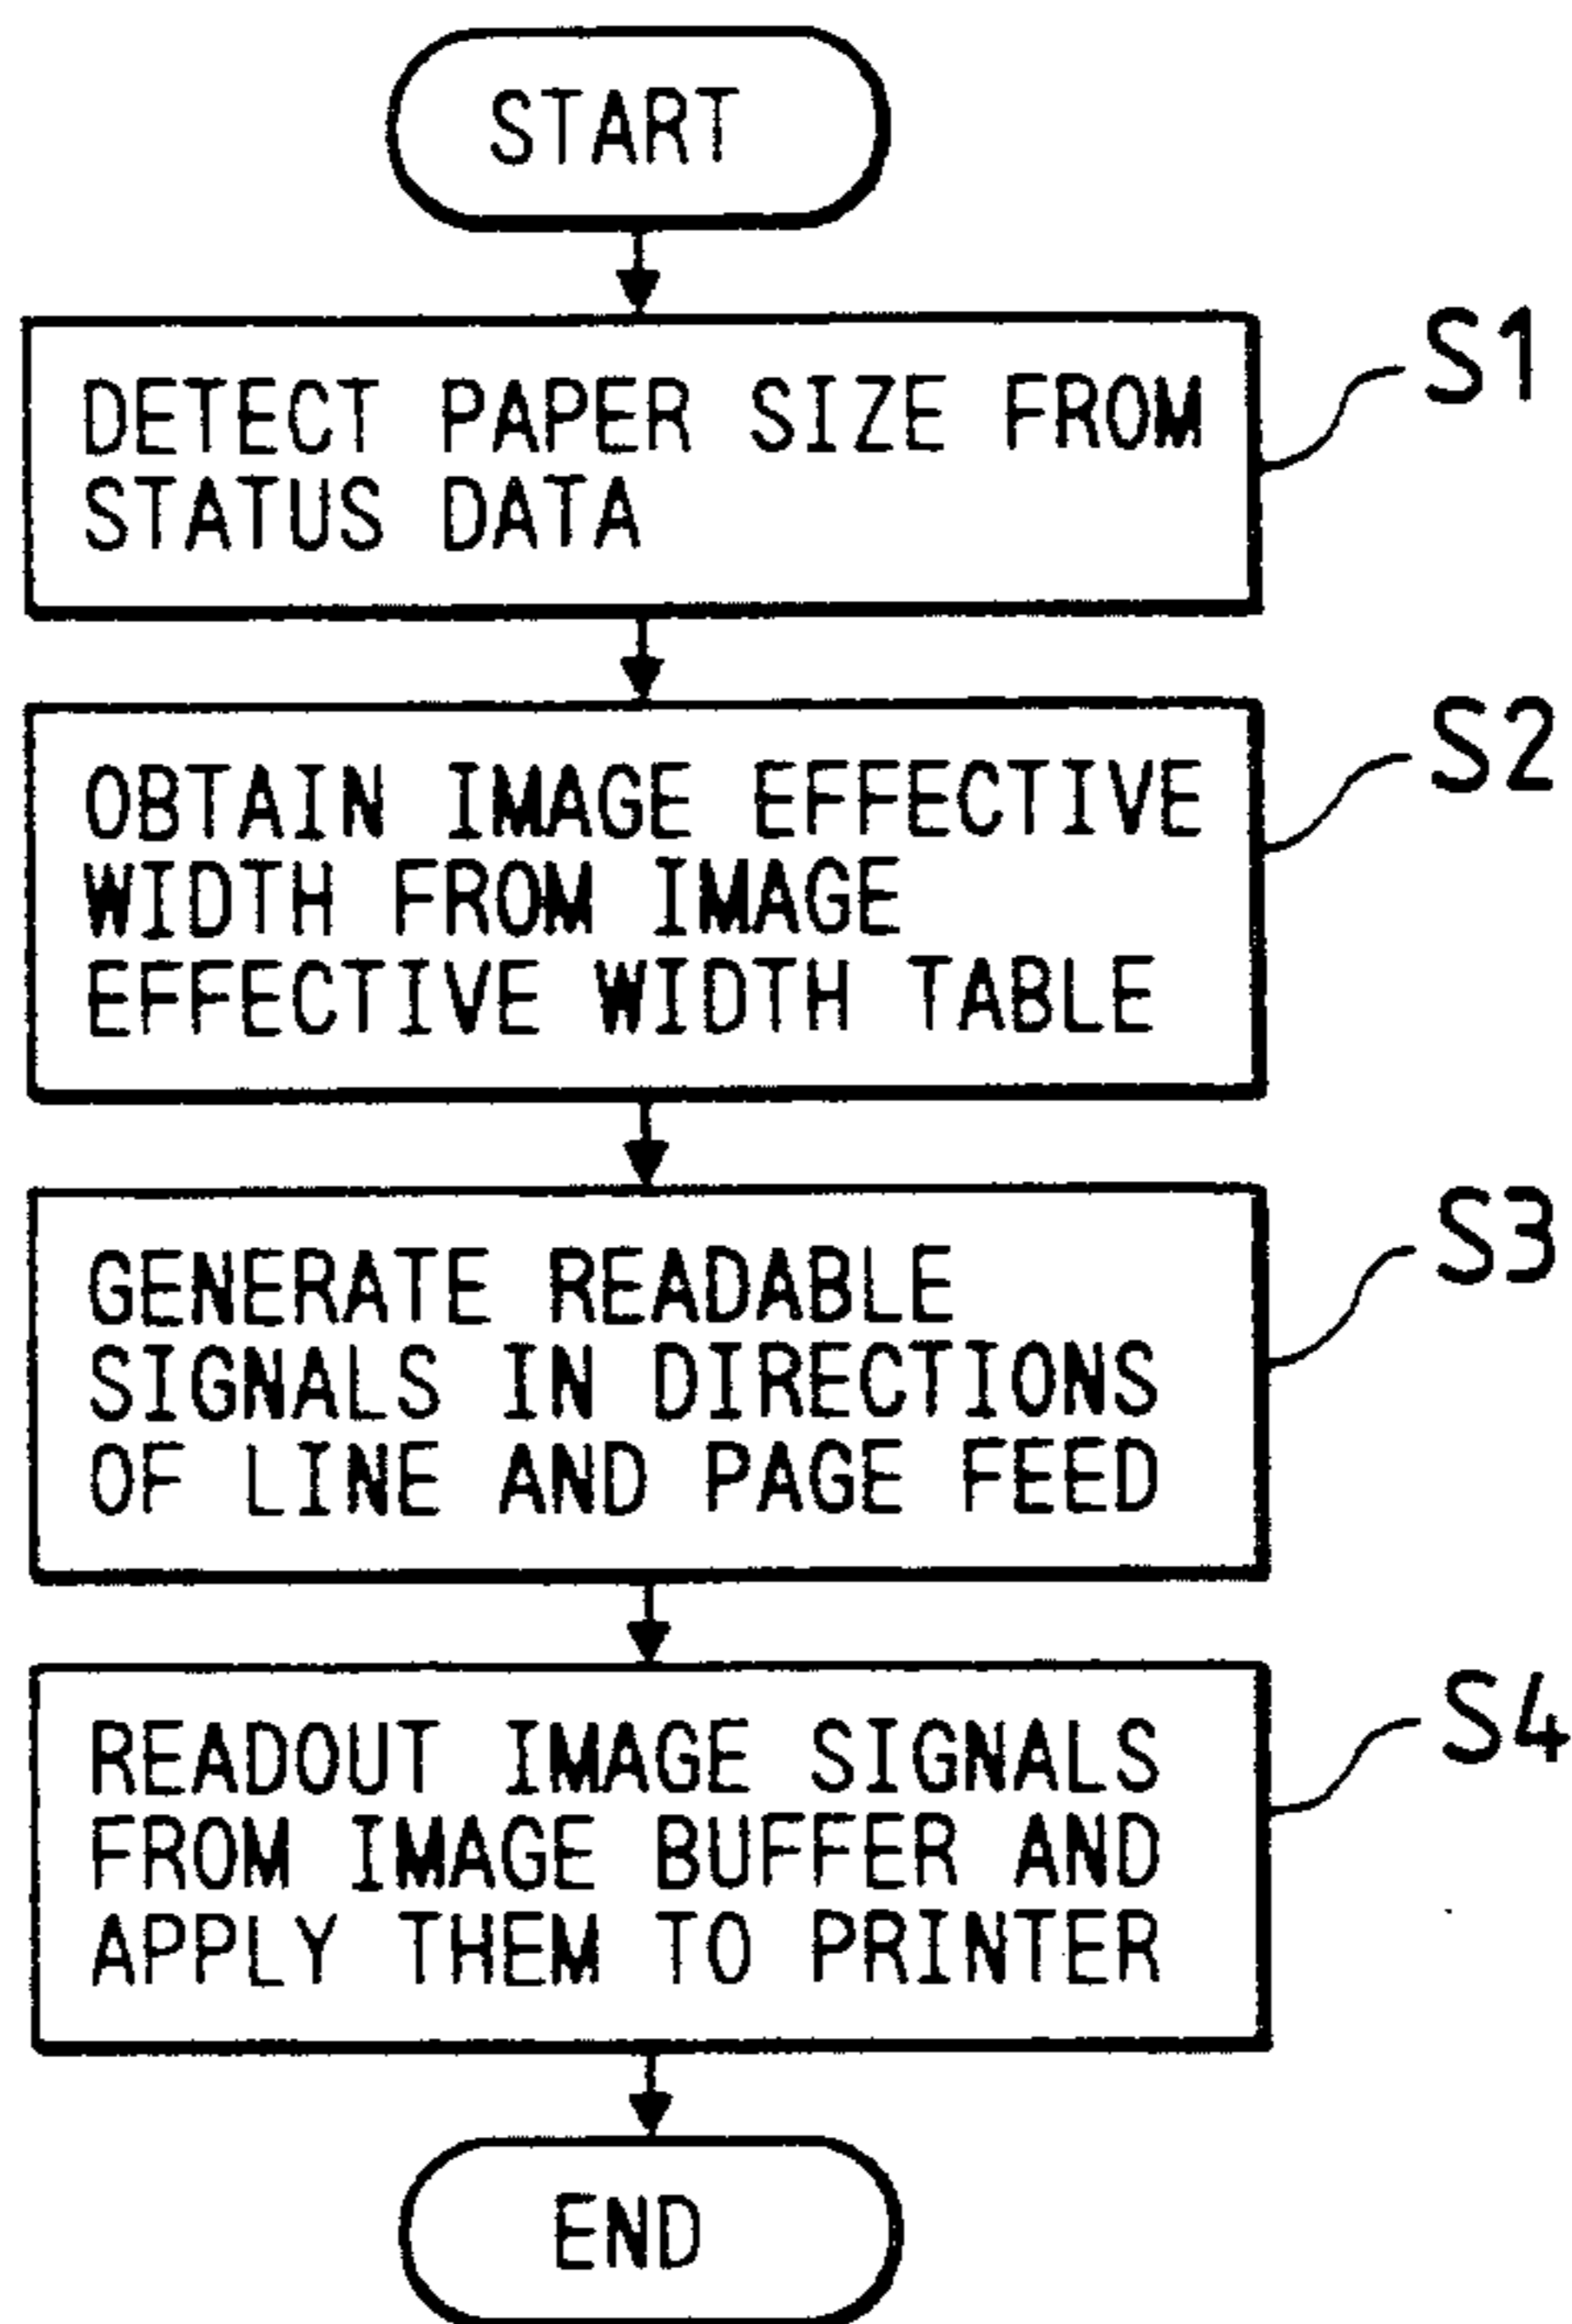 START
DETECT PAPER SIZE FROM
STATUS DATA
S1
OBTAIN IMAGE EFFECTIVE
WIDTH FROM IMAGE
EFFECTIVE WIDTH TABLE
S2
GENERATE READABLE
SIGNALS IN DIRECTIONS
OF LINE AND PAGE FEED
S3
READOUT IMAGE SIGNALS
FROM IMAGE BUFFER AND
APPLY THEM TO PRINTER
S4
END